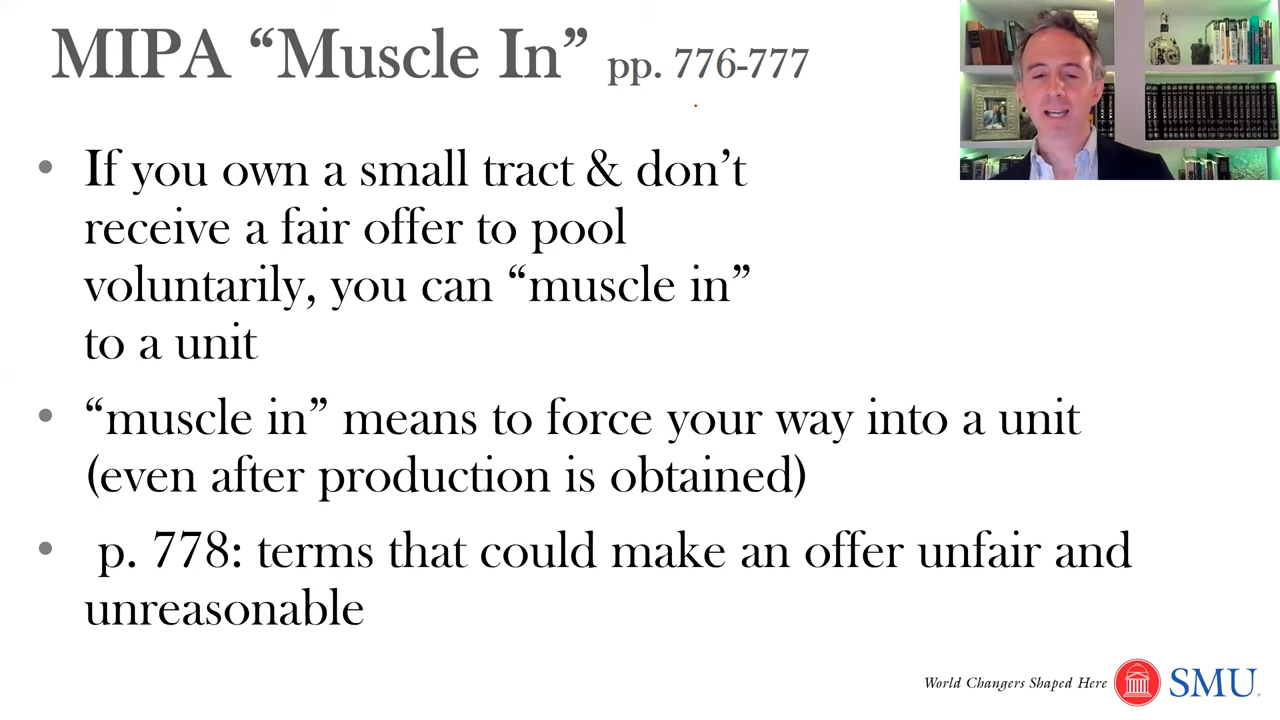 MIPA “Muscle In” pp. 776-777
• If you own a small tract & don’t
receive a fair offer to pool
voluntarily, you can “muscle in”
to a unit
• “muscle in” means to force your way into a unit
(even after production is obtained)
• p. 778: terms that could make an offer unfair and
unreasonable
World Changers Shaped Here
SMU